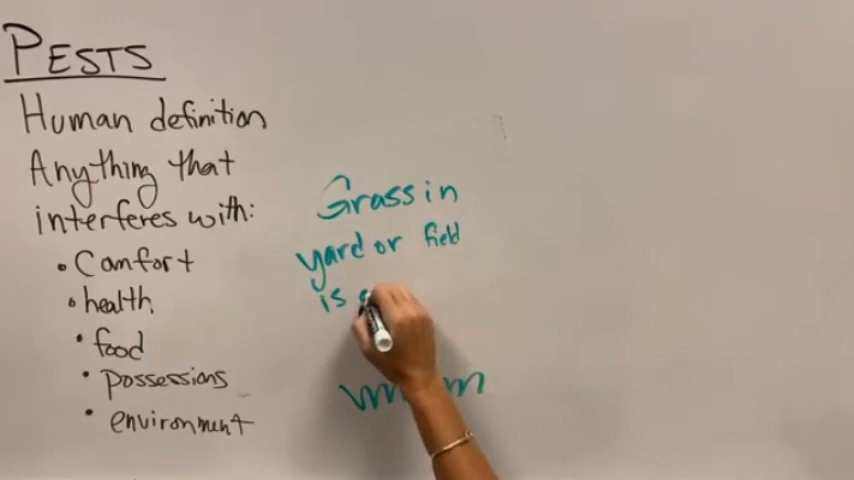 PESTS
Human definition
Anything that
interferes with:
• Comfort
• health
• food
• possessions
• environment
Grass in
yard or field
is